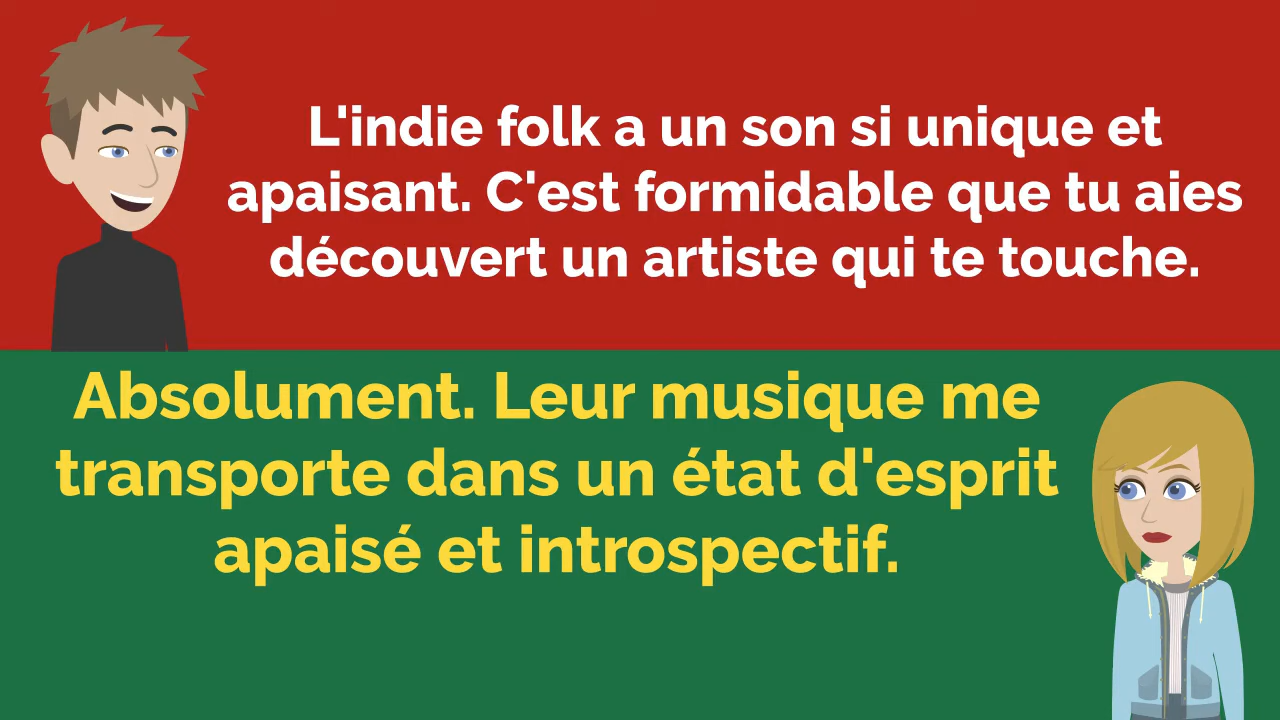 L'indie folk a un son si unique et
apaisant. C'est formidable que tu aies
découvert un artiste qui te touche.
Absolument. Leur musique me
transporte dans un état d'esprit
apaisé et introspectif.